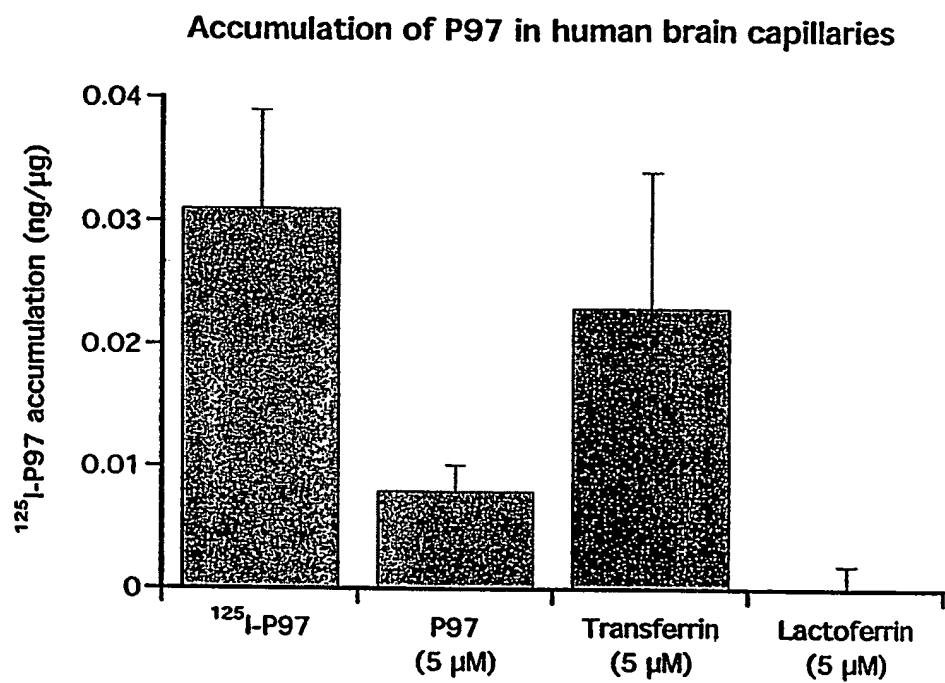 Accumulation of P97 in human brain capillaries
¹²⁵I-P97 accumulation (ng/µg)
0.04
0.03
0.02
0.01
0
¹²⁵I-P97
P97
(5 µM)
Transferrin
(5 µM)
Lactoferrin
(5 µM)